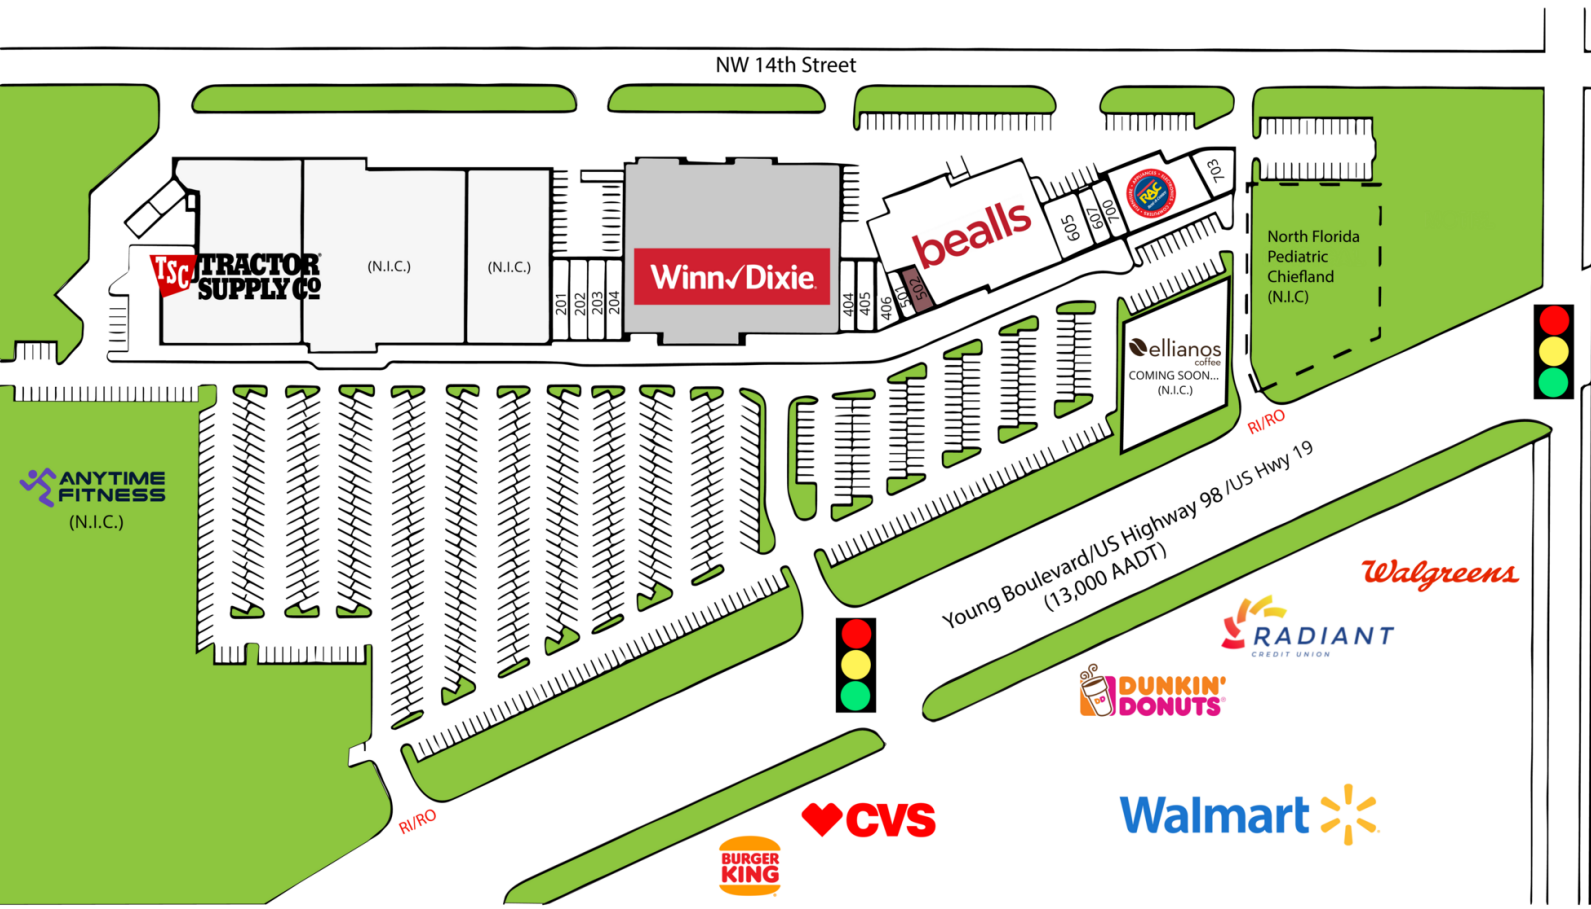 NW 14th Street
703
RAC
605
607
700
bealls
North Florida
Pediatric
Chiefland
(N.I.C)
TSC TRACTOR
SUPPLY CO
(N.I.C.)
(N.I.C.)
201
202
203
204
Winn✓Dixie
404
405
406
501
502
ellianos
coffee
COMING SOON...
(N.I.C.)
RI/RO
ANYTIME
FITNESS
(N.I.C.)
Young Boulevard/US Highway 98 /US Hwy 19
(13,000 AADT)
Walgreens
RADIANT
CREDIT UNION
DUNKIN'
DONUTS
RI/RO
CVS
Walmart
BURGER
KING